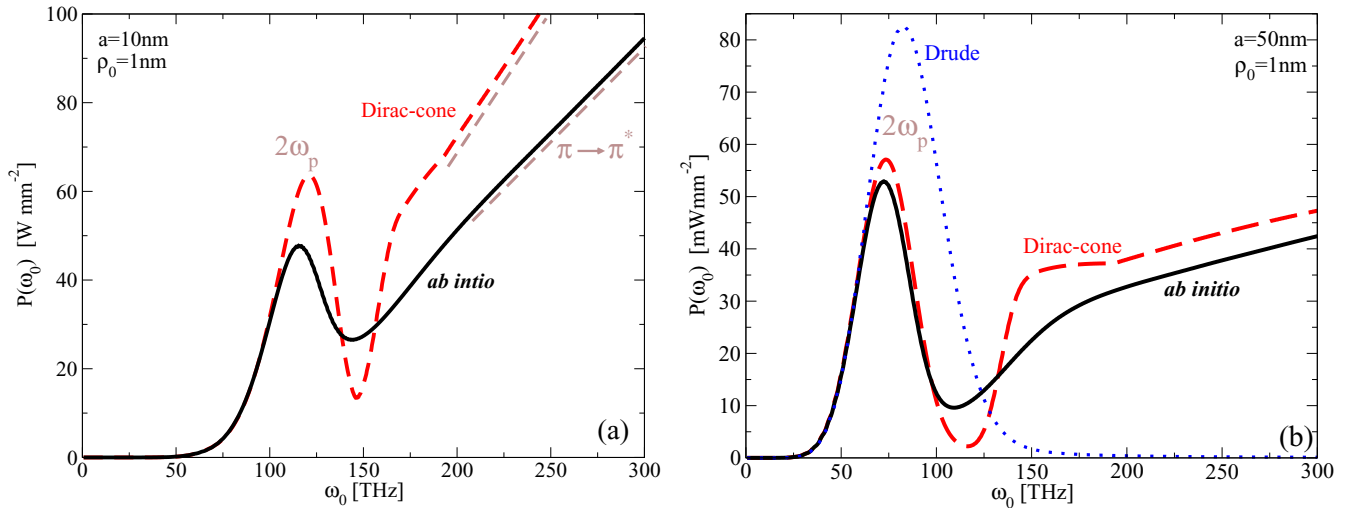 100
80
60
40
20
0
P(ω₀) [W mm⁻²]
a=10nm
ρ₀=1nm
2ωₚ
Dirac-cone
π→π*
ab intio
(a)
0 50 100 150 200 250 300
ω₀ [THz]
80
70
60
50
40
30
20
10
0
P(ω₀) [mWmm⁻²]
Drude
a=50nm
ρ₀=1nm
2ωₚ
Dirac-cone
ab initio
(b)
0 50 100 150 200 250 300
ω₀ [THz]